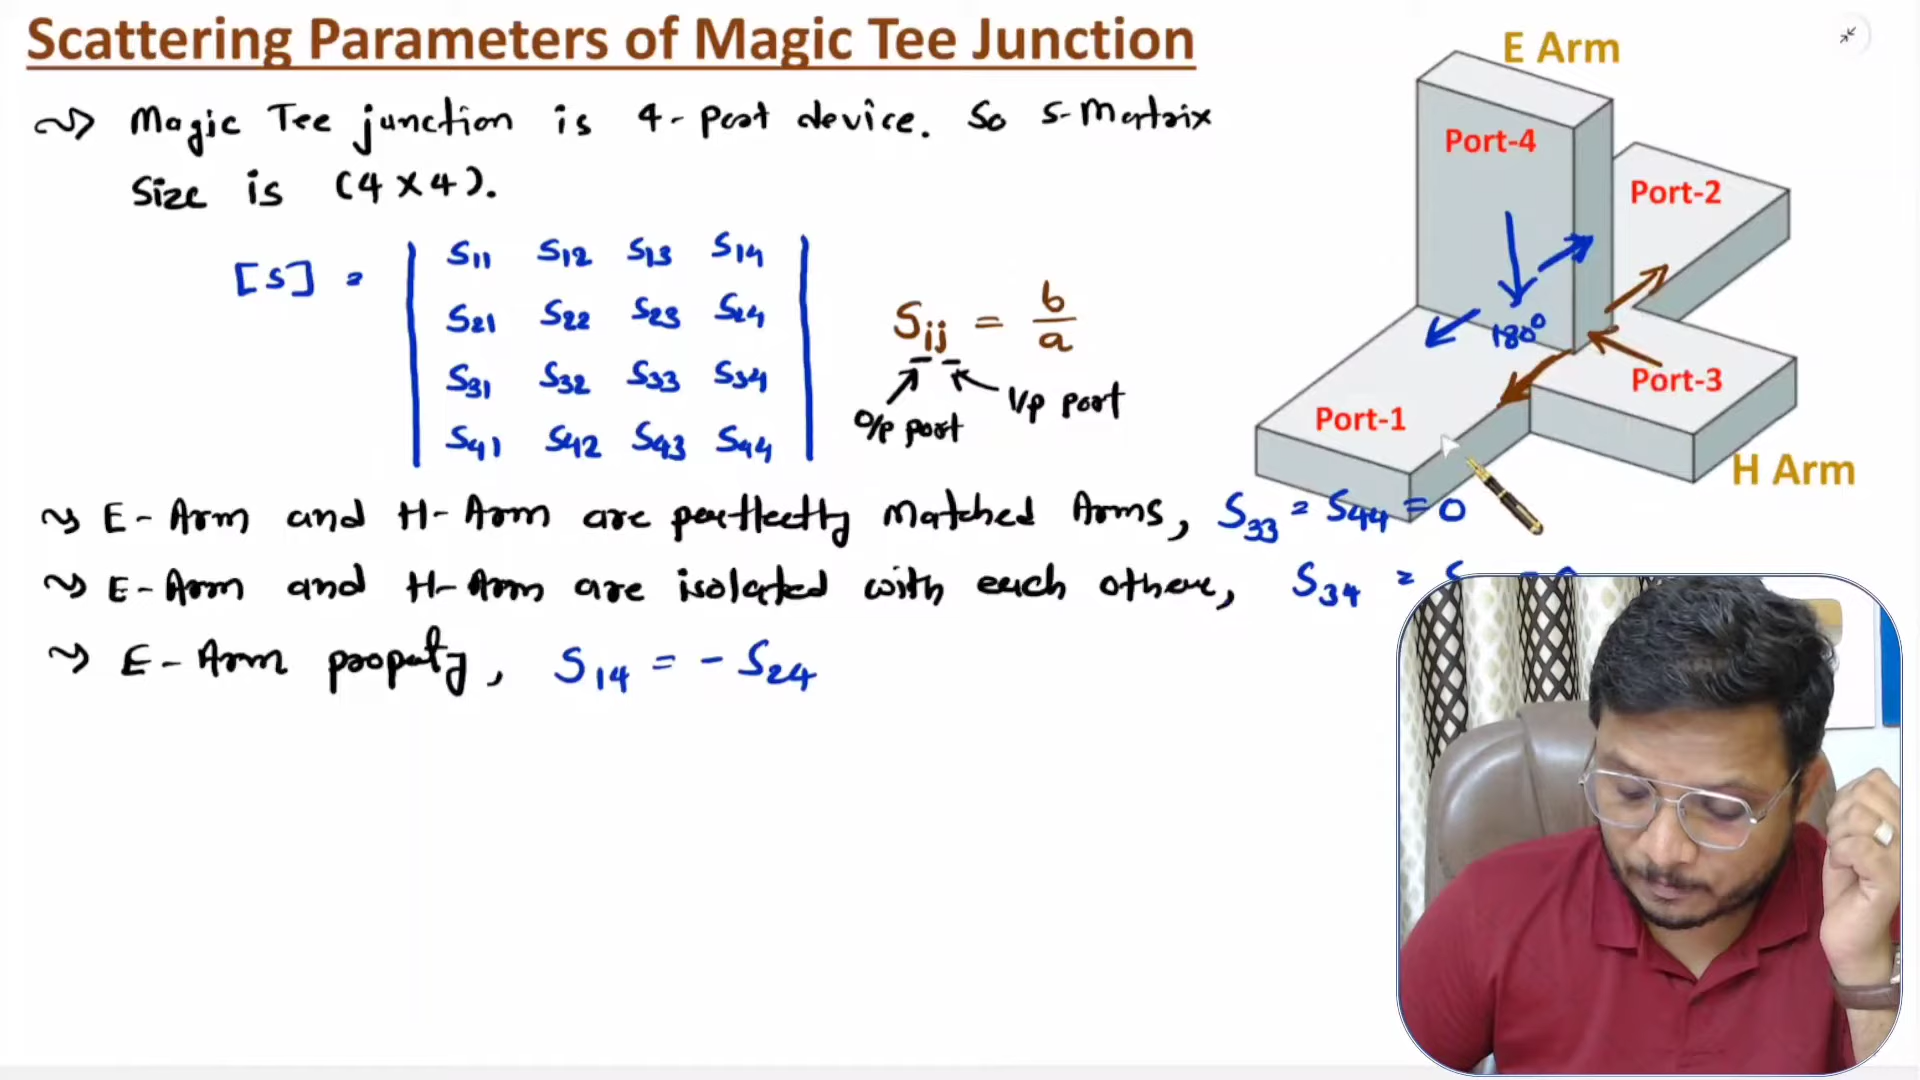 Scattering Parameters of Magic Tee Junction
Magic Tee junction is 4-port device. So S-Matrix
Size is (4 x 4).
[S] =
S11 S12 S13 S14
S21 S22 S23 S24
S31 S32 S33 S34
S41 S42 S43 S44
Sij = b/a
O/p port
I/p port
E-Arm and H-Arm are perfectly Matched Arms, S33 = S44 = 0
E-Arm and H-Arm are isolated with each other, S34 =
E-Arm property, S14 = - S24
E Arm
Port-4
Port-2
180°
Port-3
Port-1
H Arm